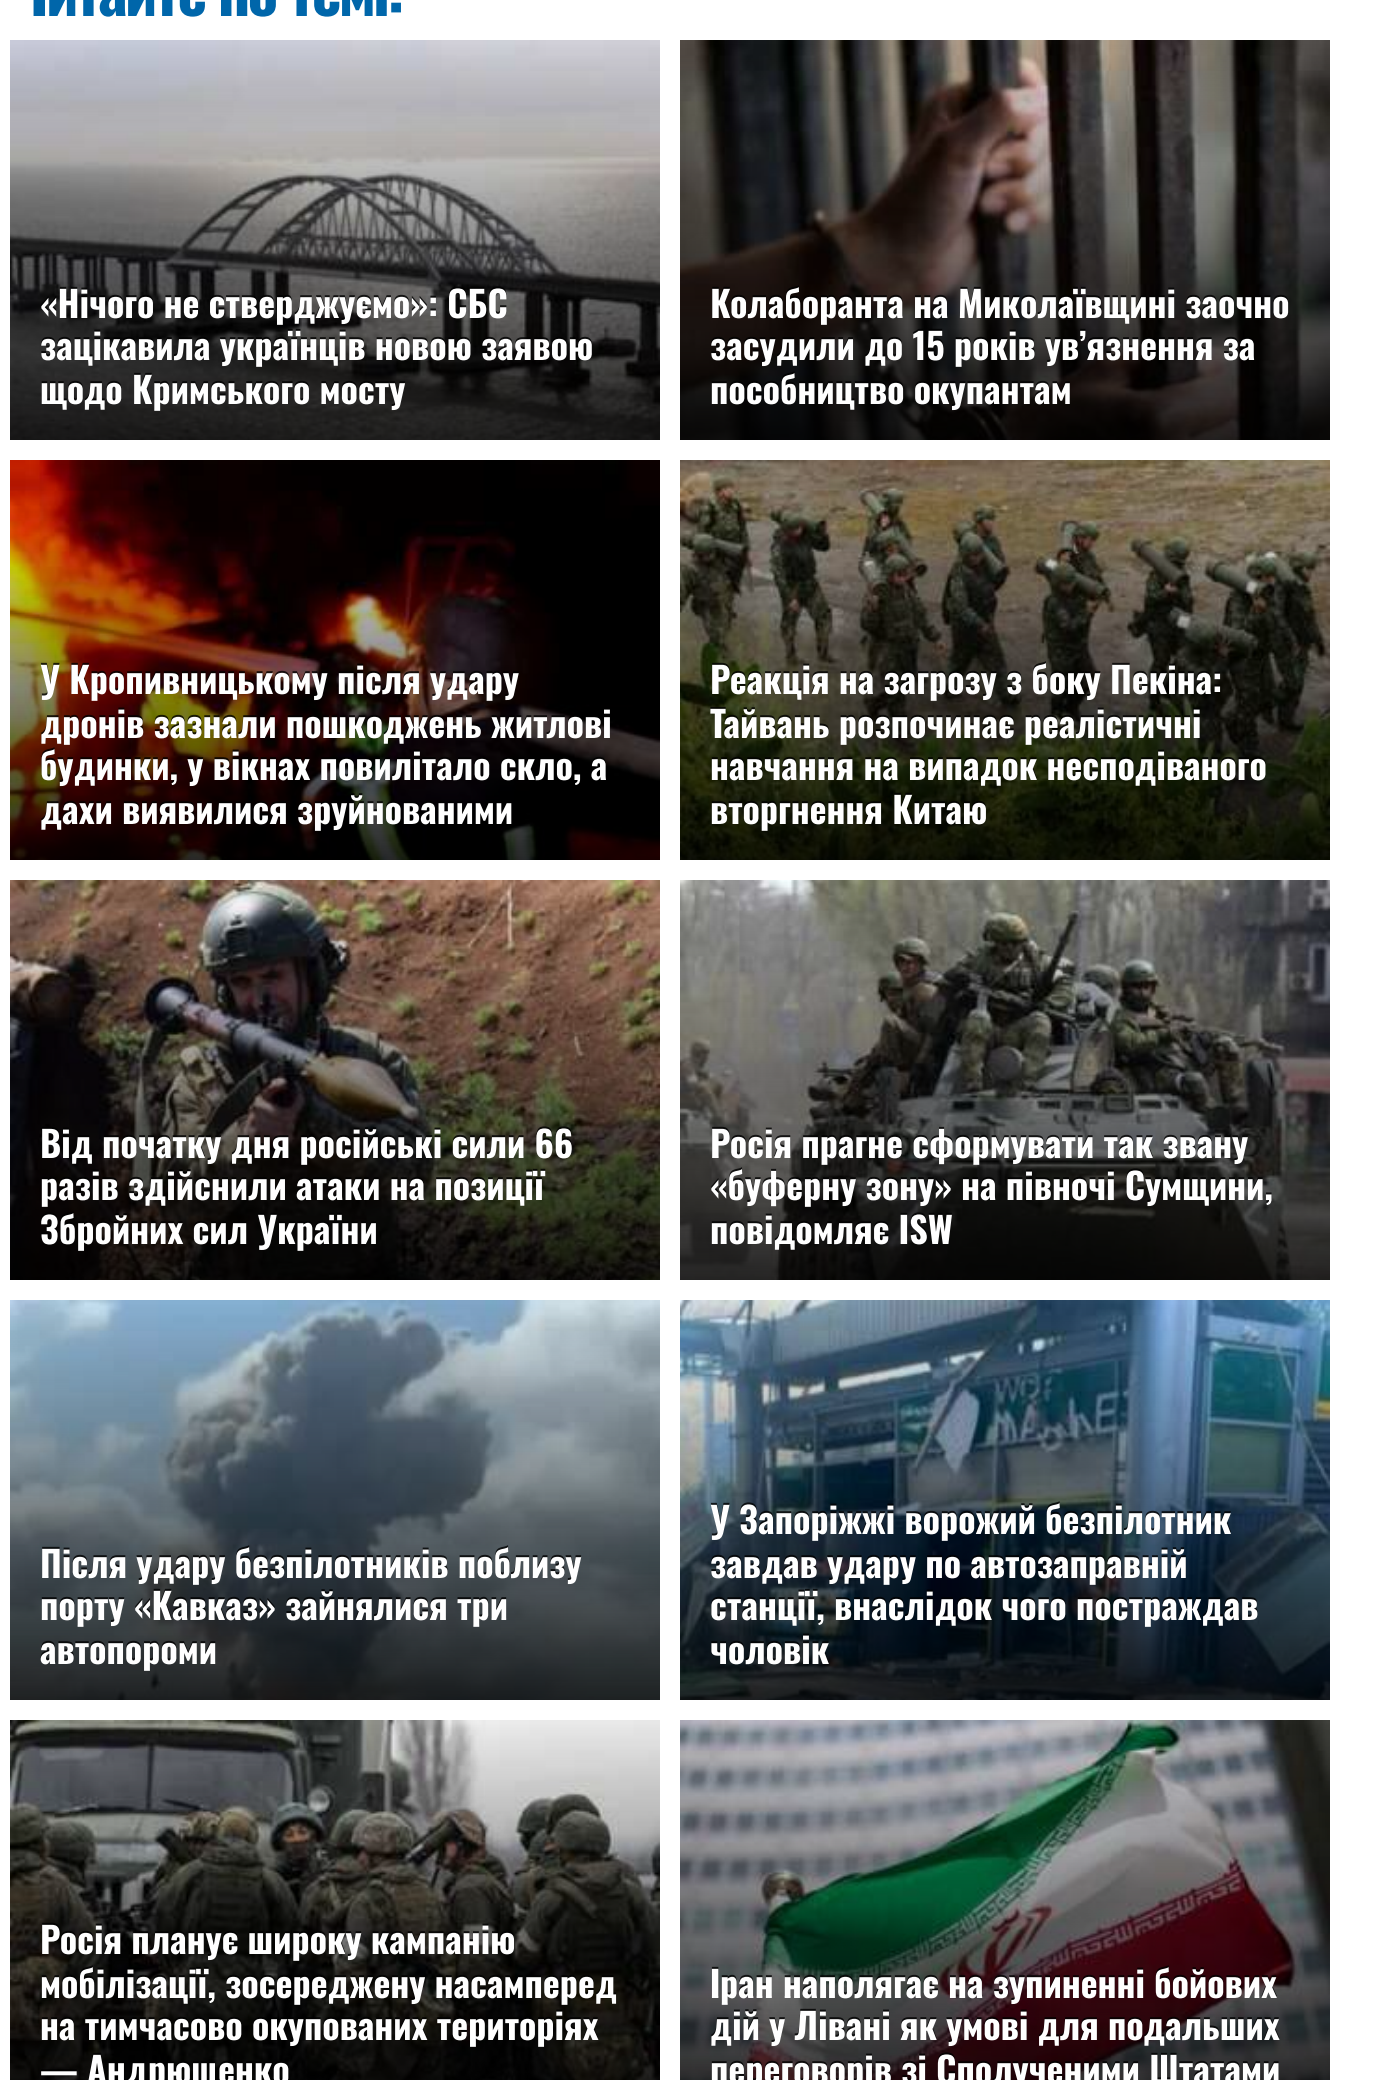 Читайте по темі:
«Нічого не стверджуємо»: СБС
зацікавила українців новою заявою
щодо Кримського мосту
Колаборанта на Миколаївщині заочно
засудили до 15 років ув’язнення за
пособництво окупантам
У Кропивницькому після удару
дронів зазнали пошкоджень житлові
будинки, у вікнах повилітало скло, а
дахи виявилися зруйнованими
Реакція на загрозу з боку Пекіна:
Тайвань розпочинає реалістичні
навчання на випадок несподіваного
вторгнення Китаю
Від початку дня російські сили 66
разів здійснили атаки на позиції
Збройних сил України
Росія прагне сформувати так звану
«буферну зону» на півночі Сумщини,
повідомляє ISW
Після удару безпілотників поблизу
порту «Кавказ» зайнялися три
автопороми
WOG
MARKET
У Запоріжжі ворожий безпілотник
завдав удару по автозаправній
станції, внаслідок чого постраждав
чоловік
Росія планує широку кампанію
мобілізації, зосереджену насамперед
на тимчасово окупованих територіях
— Андрющенко
Іран наполягає на зупиненні бойових
дій у Лівані як умові для подальших
переговорів зі Сполученими Штатами